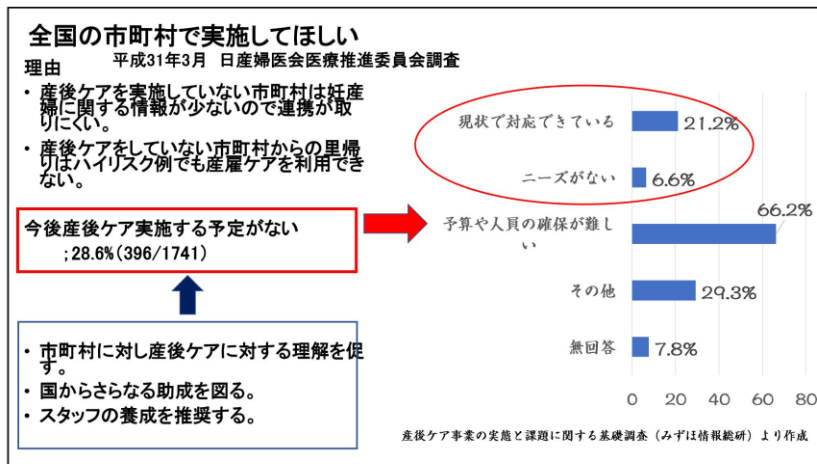 全国の市町村で実施してほしい
平成31年3月 日産婦医会医療推進委員会調査
理由
• 産後ケアを実施していない市町村は妊産
婦に関する情報が少ないので連携が取
りにくい。
• 産後ケアをしていない市町村からの里帰
りはハイリスク例でも産雇ケアを利用でき
ない。
今後産後ケア実施する予定がない
;28.6%(396/1741)
• 市町村に対し産後ケアに対する理解を促
す。
• 国からさらなる助成を図る。
• スタッフの養成を推奨する。
現状で対応できている
21.2%
ニーズがない
6.6%
66.2%
予算や人員の確保が難し
い
その他
29.3%
無回答
7.8%
0 20 40 60 80
産後ケア事業の実態と課題に関する基礎調査（みずほ情報総研）より作成